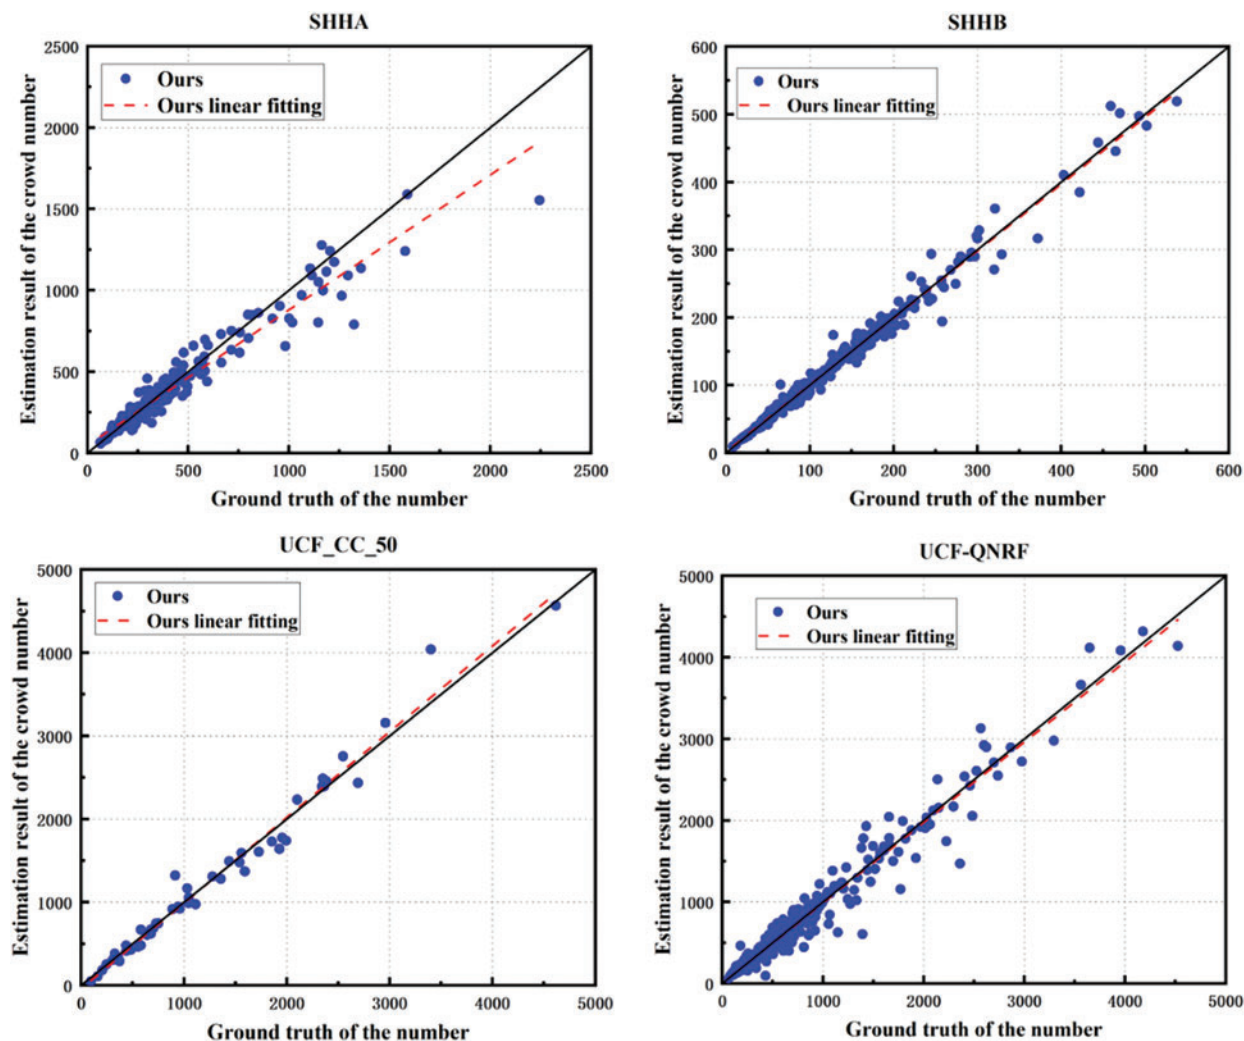 SHHA
Estimation result of the crowd number
2500
2000
1500
1000
500
0
Ours
Ours linear fitting
0 500 1000 1500 2000 2500
Ground truth of the number
SHHB
Estimation result of the crowd number
600
500
400
300
200
100
0
Ours
Ours linear fitting
0 100 200 300 400 500 600
Ground truth of the number
UCF_CC_50
Estimation result of the crowd number
5000
4000
3000
2000
1000
0
Ours
Ours linear fitting
0 1000 2000 3000 4000 5000
Ground truth of the number
UCF-QNRF
Estimation result of the crowd number
5000
4000
3000
2000
1000
0
Ours
Ours linear fitting
0 1000 2000 3000 4000 5000
Ground truth of the number